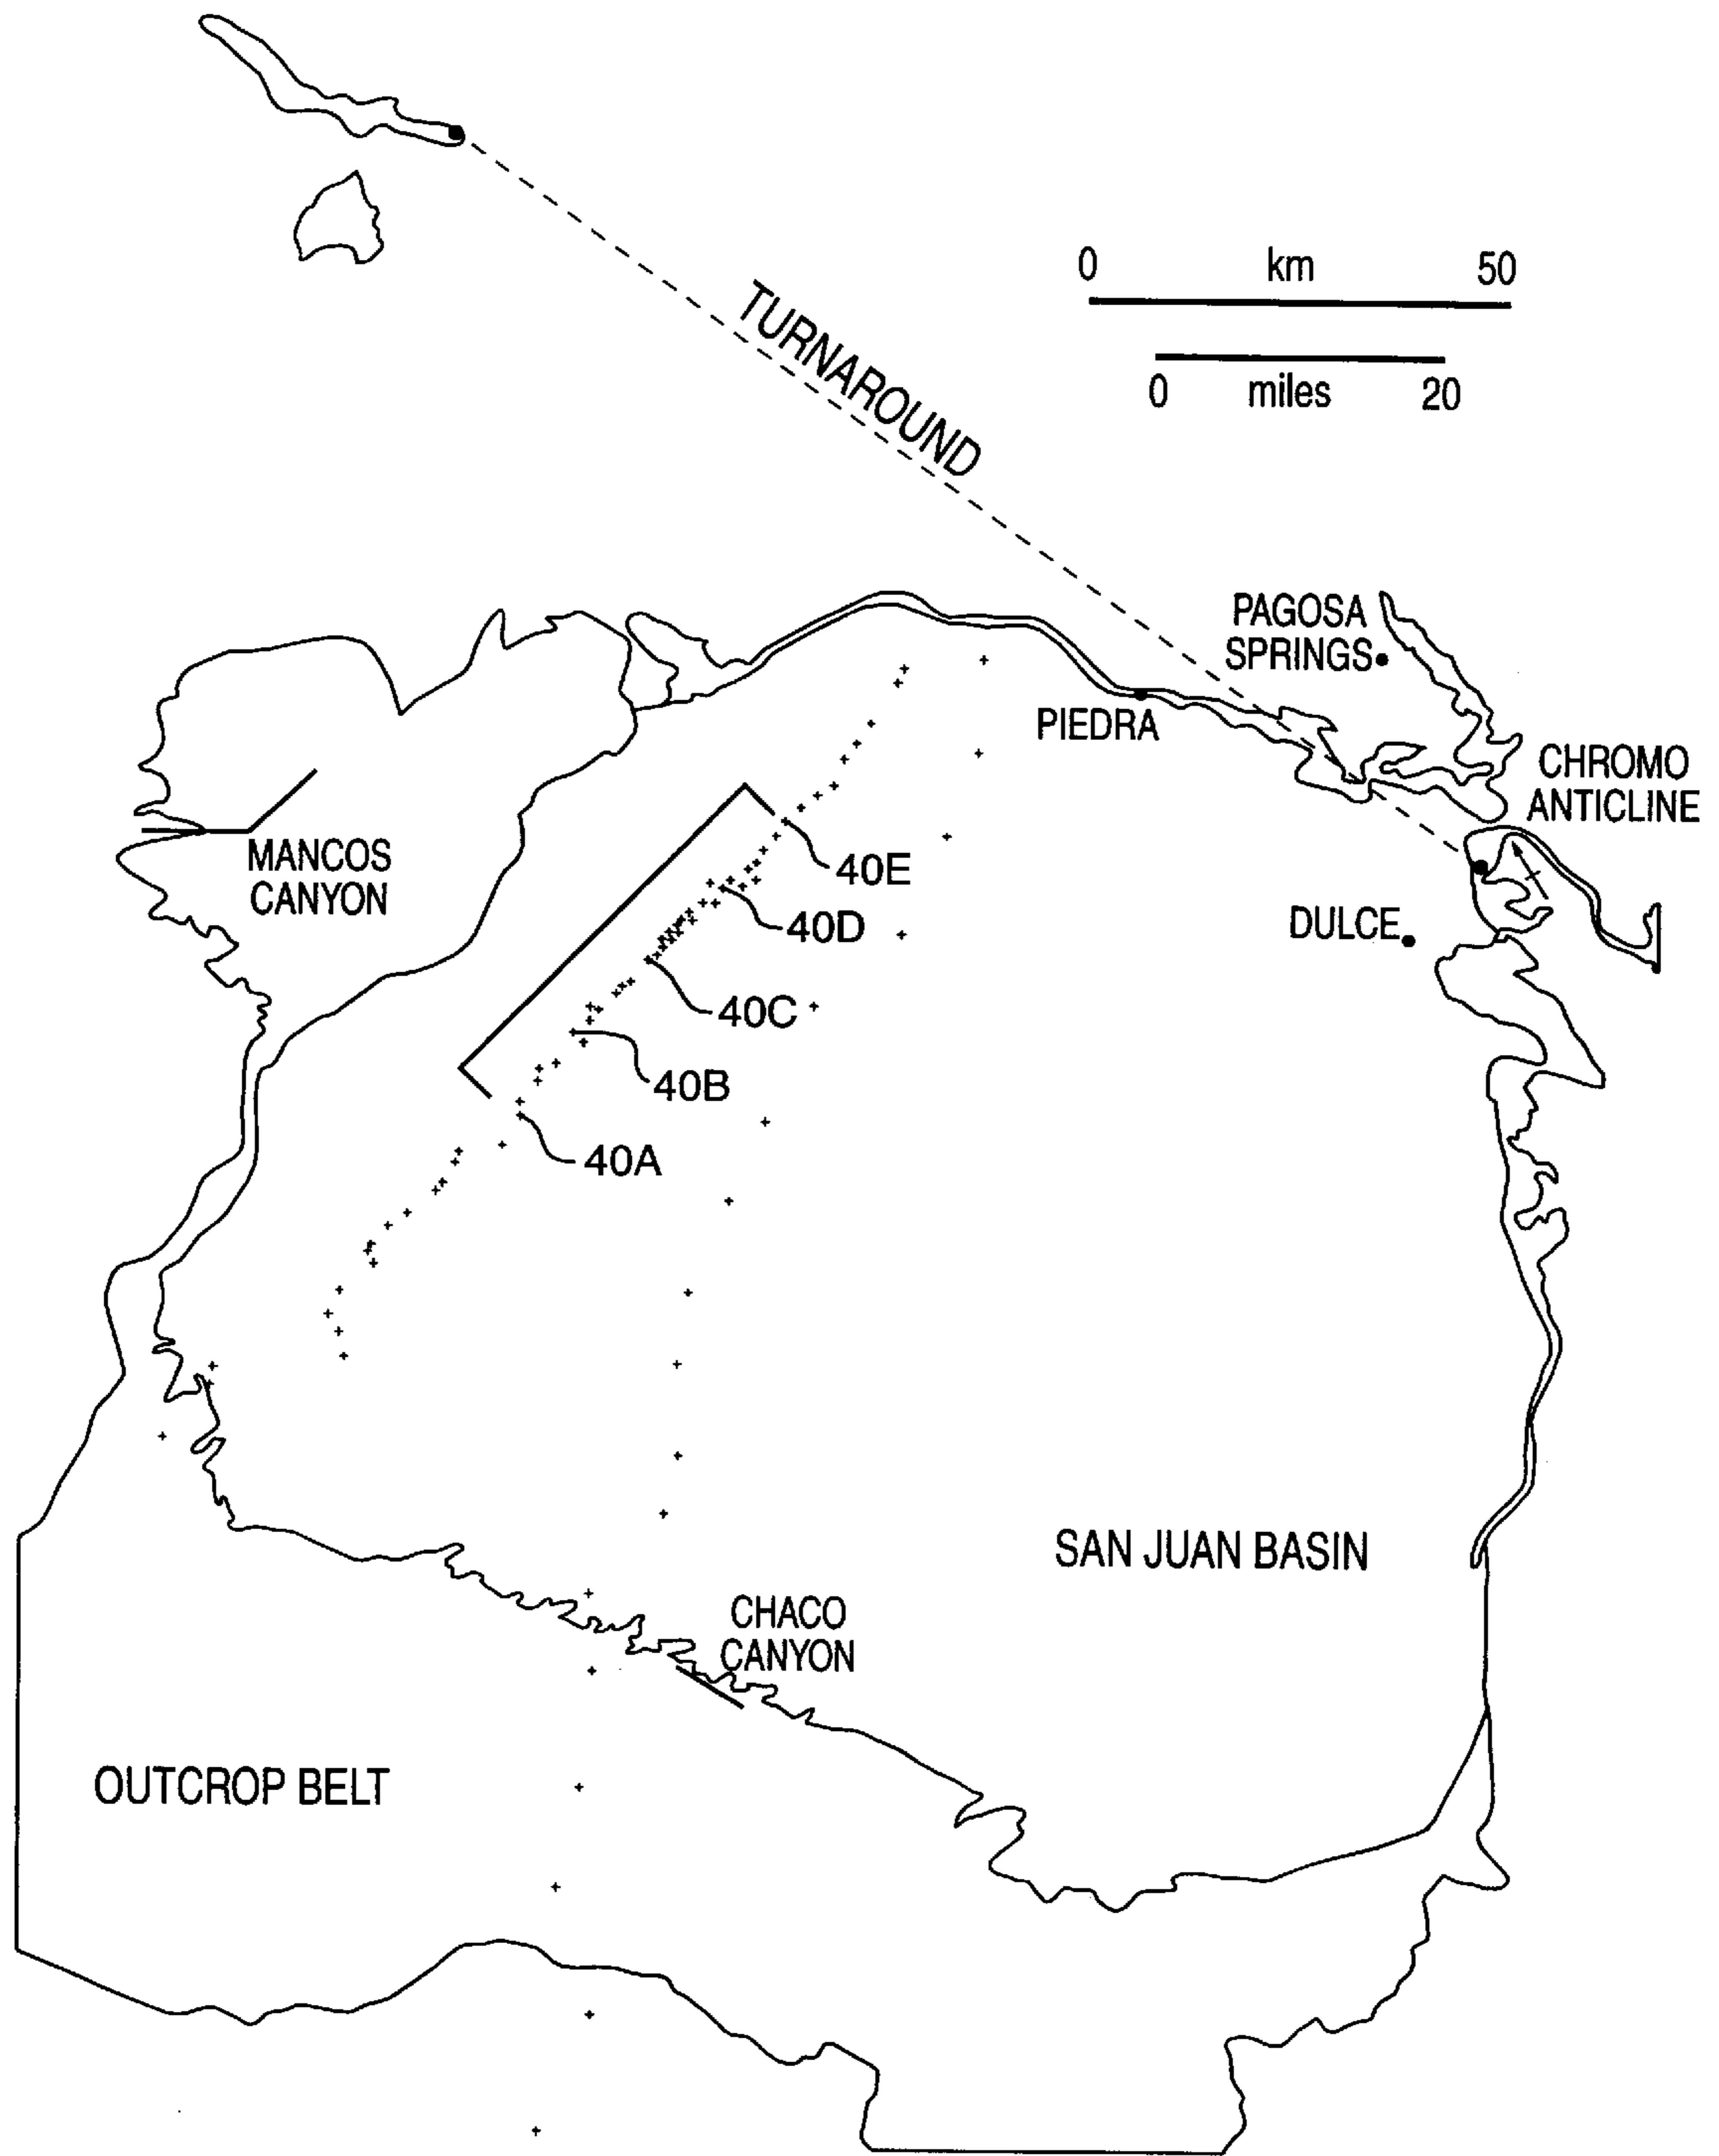 0 km 50
0 miles 20
TURNAROUND
PAGOSA
SPRINGS
PIEDRA
CHROMO
ANTICLINE
MANCOS
CANYON
DULCE
40E
40D
40C
40B
40A
SAN JUAN BASIN
CHACO
CANYON
OUTCROP BELT